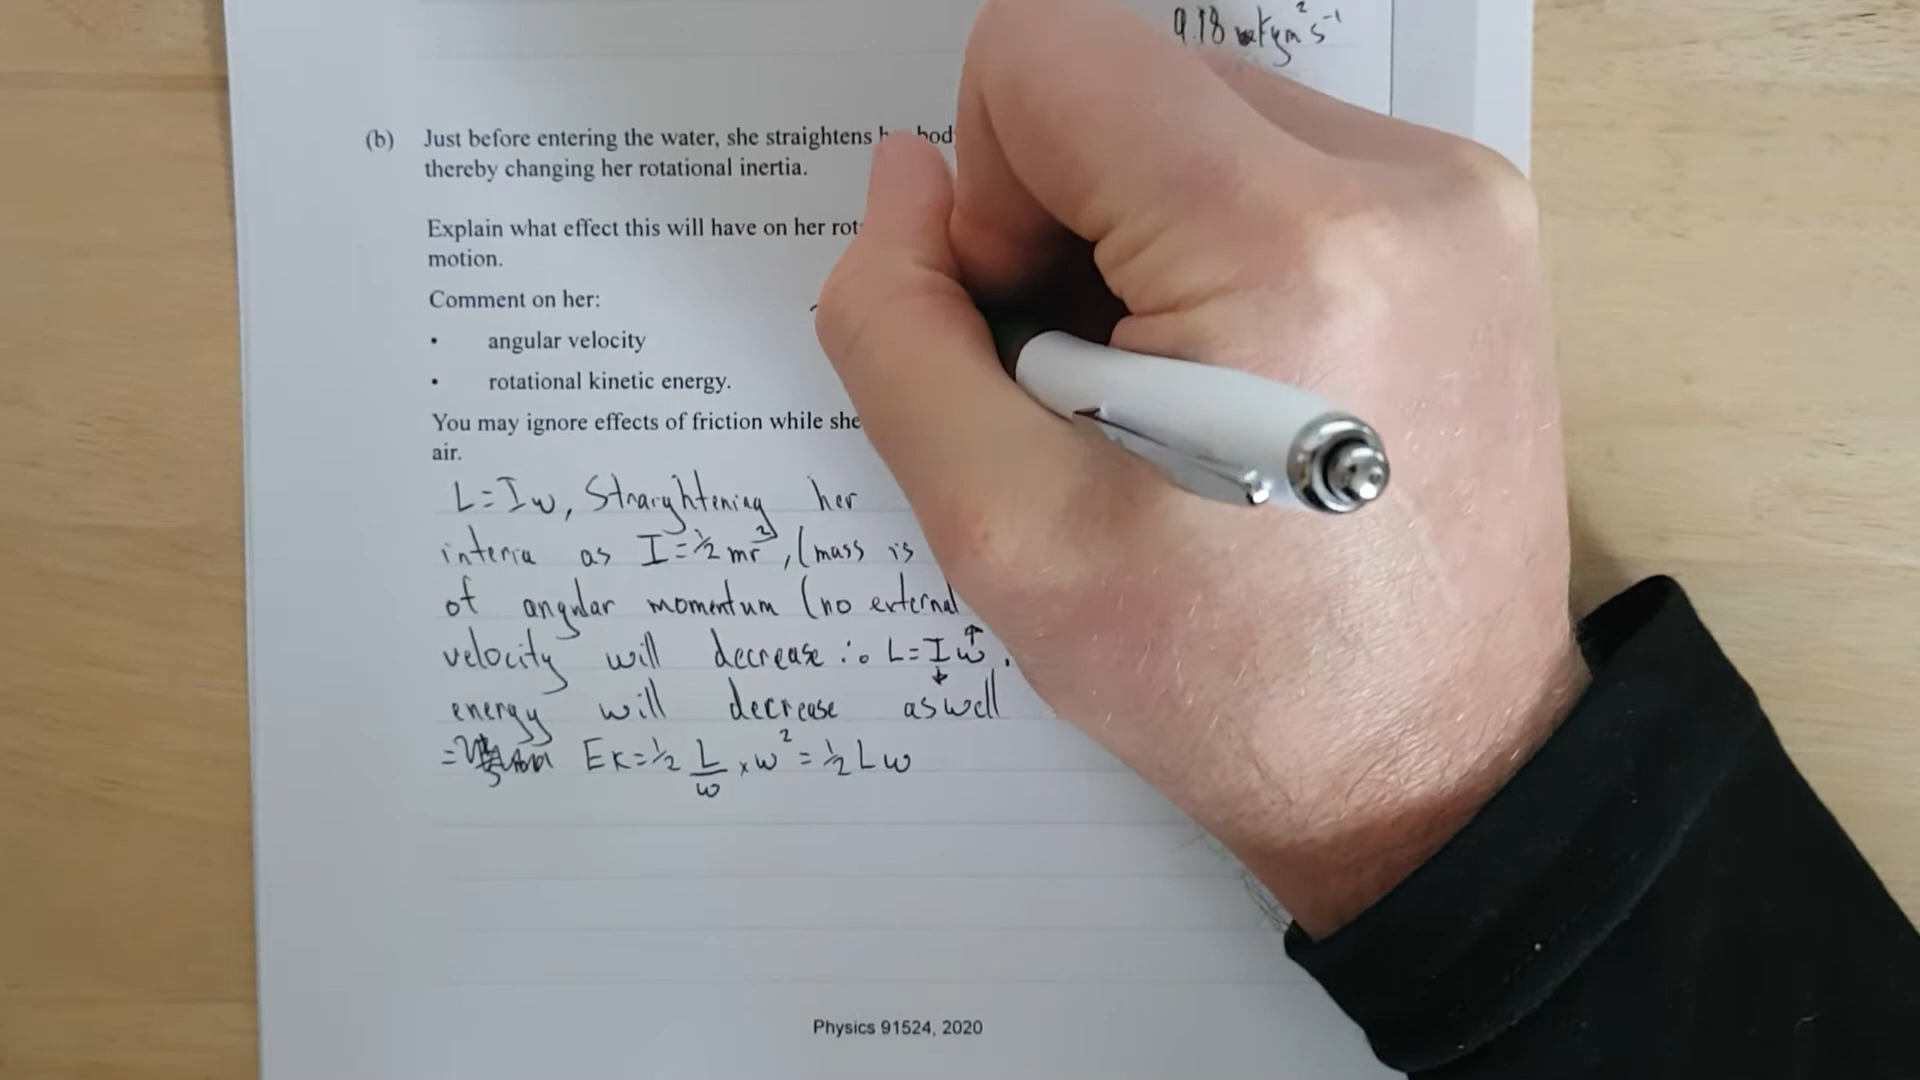 9.18 kgm²s⁻¹
(b) Just before entering the water, she straightens
thereby changing her rotational inertia.
Explain what effect this will have on her
motion.
Comment on her:
• angular velocity
• rotational kinetic energy.
You may ignore effects of friction while she
air.
L=Iω, Straightening her
interia as I=½mr², (mass is
of angular momentum (no external
velocity will decrease ∴ L=I↓ω↑.
energy will decrease aswell
= Eк=½ L/ω ×ω²=½Lω
Physics 91524, 2020